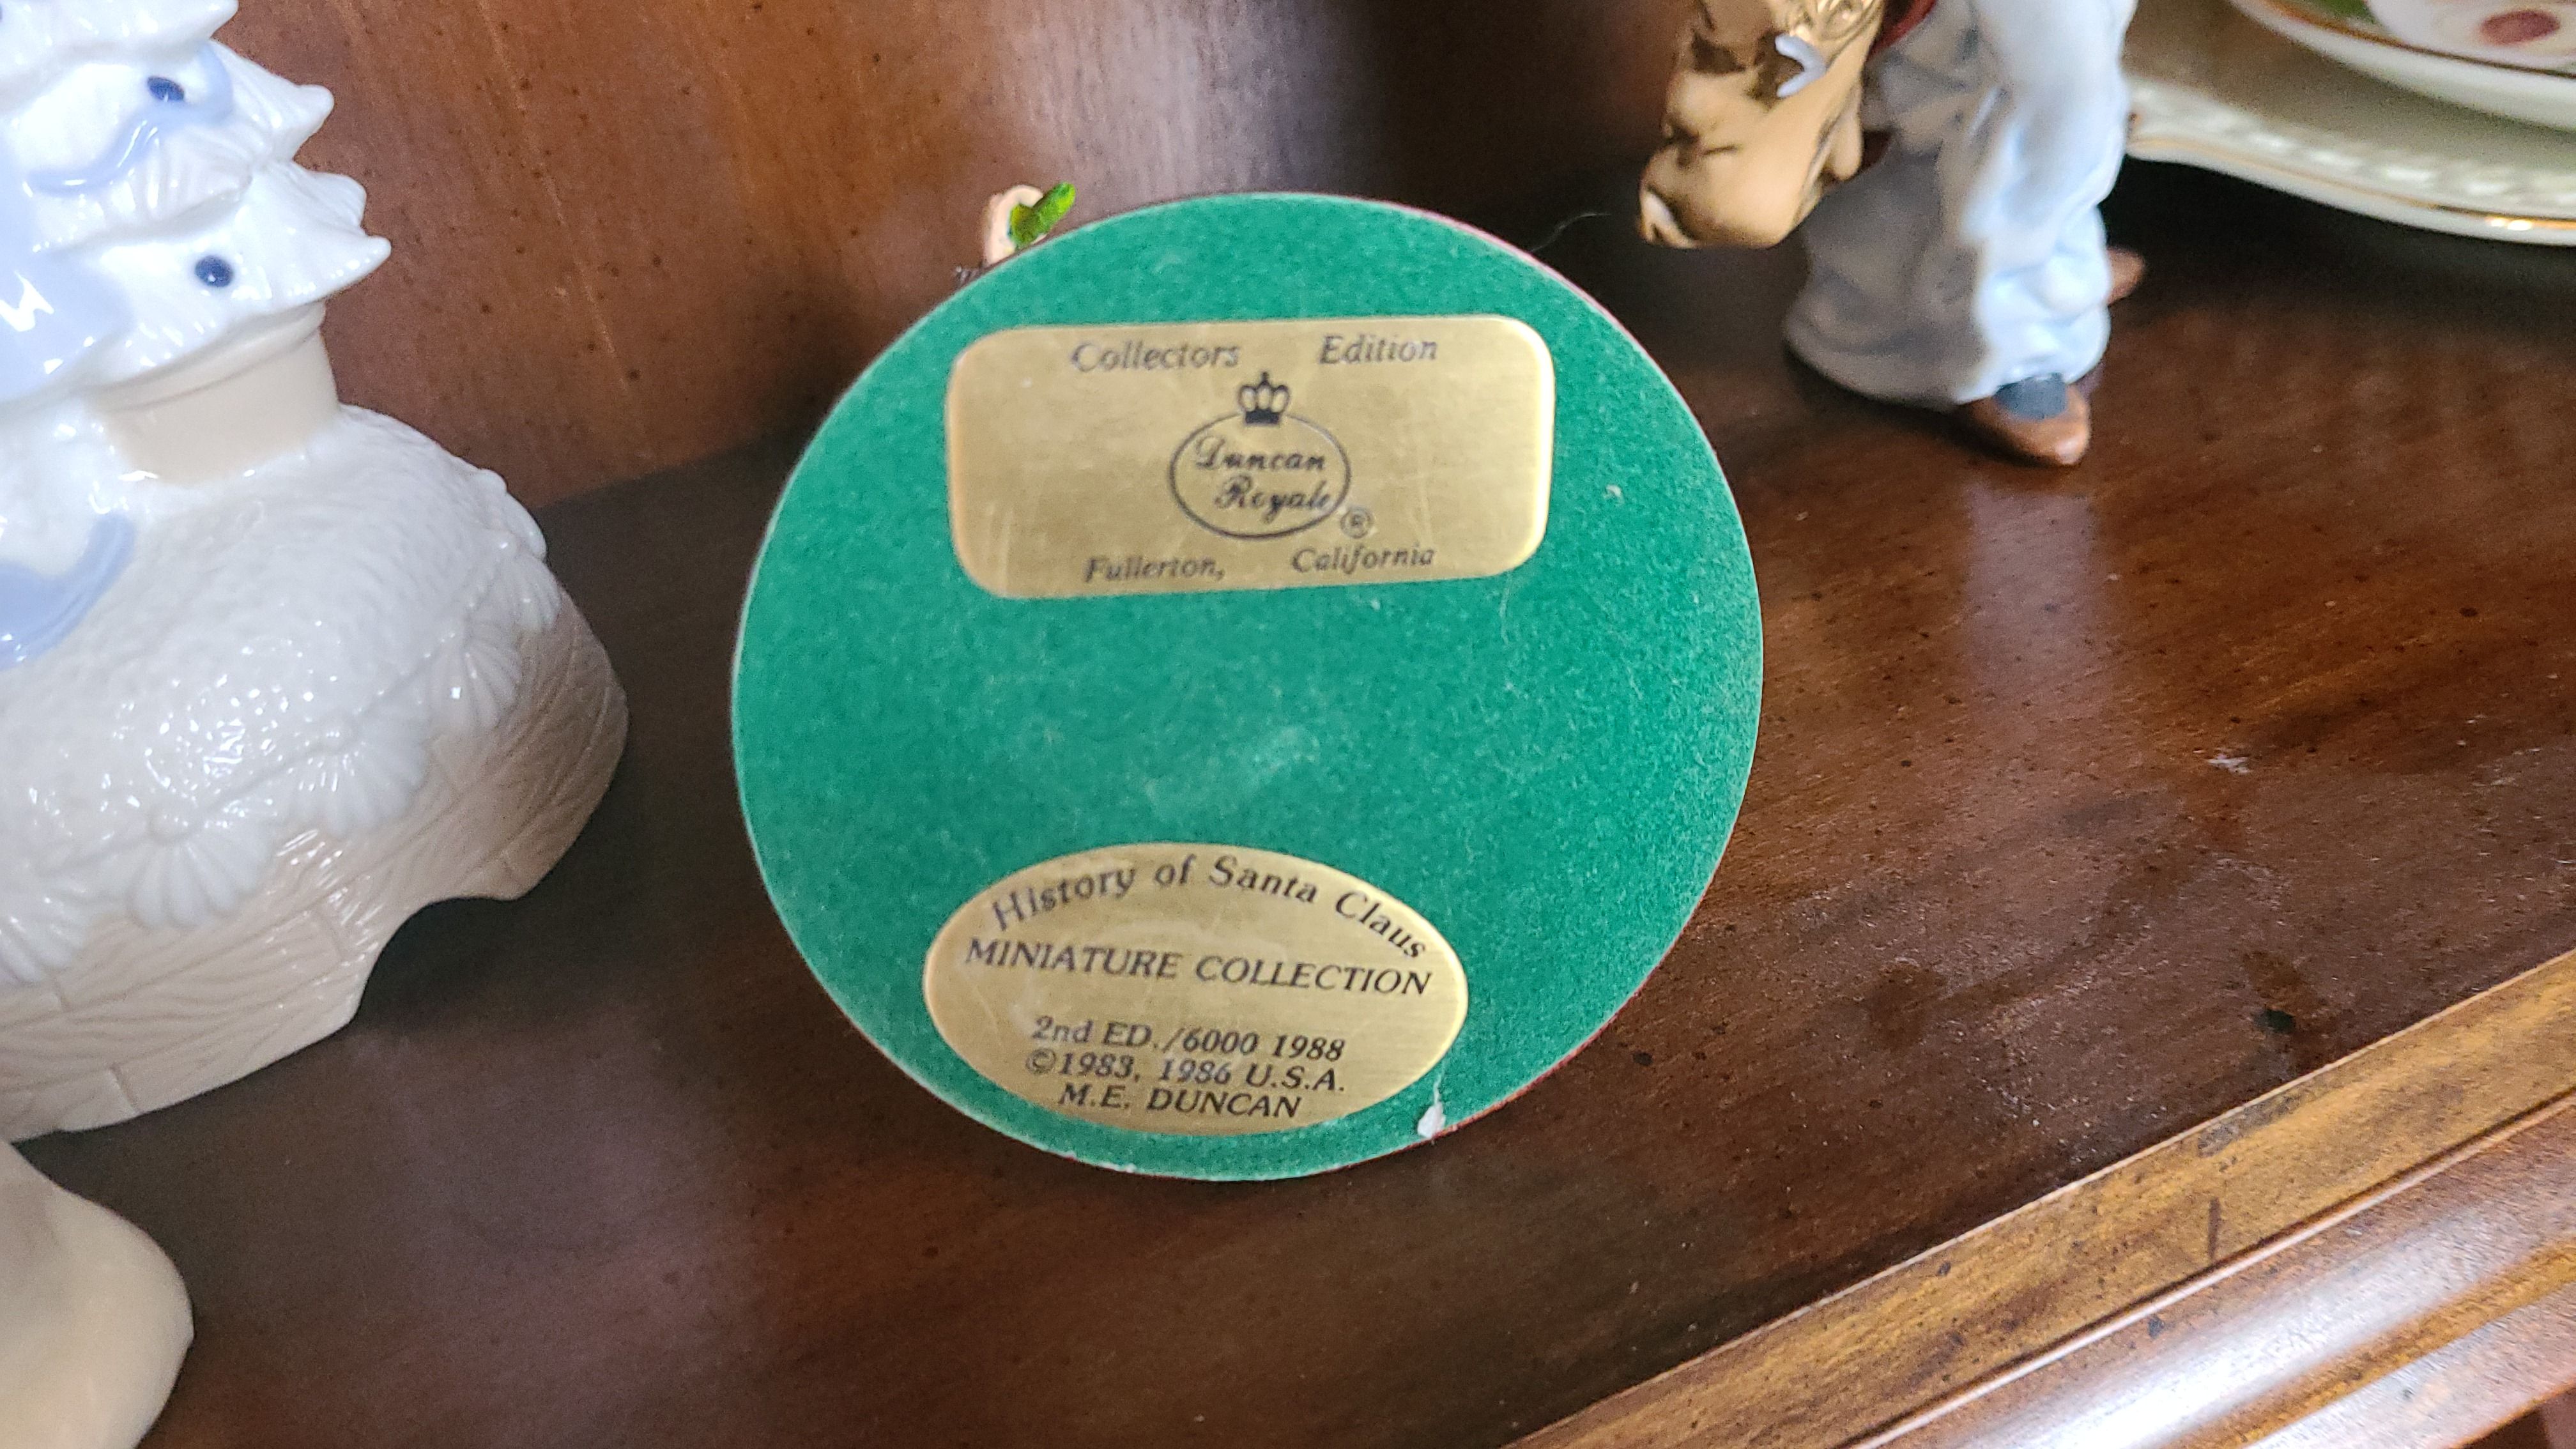 Collectors Edition
Duncan
Royale ®
Fullerton, California
History of Santa Claus
MINIATURE COLLECTION
2nd ED./6000 1988
©1983, 1986 U.S.A.
M.E. DUNCAN